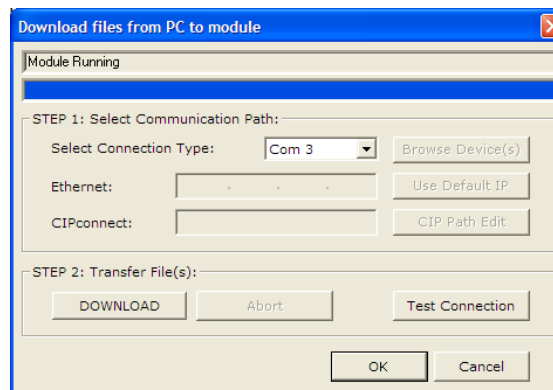 Download files from PC to module
Module Running
STEP 1: Select Communication Path:
Select Connection Type: Com 3 Browse Device(s)
Ethernet: . . . Use Default IP
CIPconnect: CIP Path Edit
STEP 2: Transfer File(s):
DOWNLOAD Abort Test Connection
OK Cancel